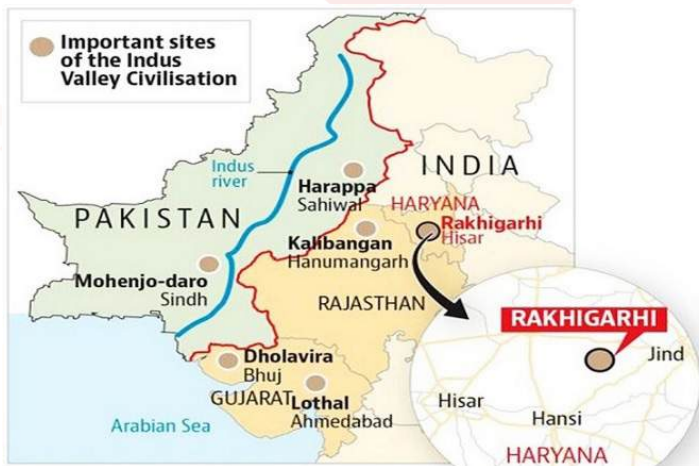 Important sites
of the Indus
Valley Civilisation
Indus
river
INDIA
Harappa
Sahiwal
HARYANA
PAKISTAN
Rakhigarhi
Hisar
Kalibangan
Hanumangarh
Mohenjo-daro
Sindh
RAJASTHAN
RAKHIGARHI
Dholavira
Bhuj
Jind
GUJARAT
Lothal
Ahmedabad
Hisar
Hansi
Arabian Sea
HARYANA